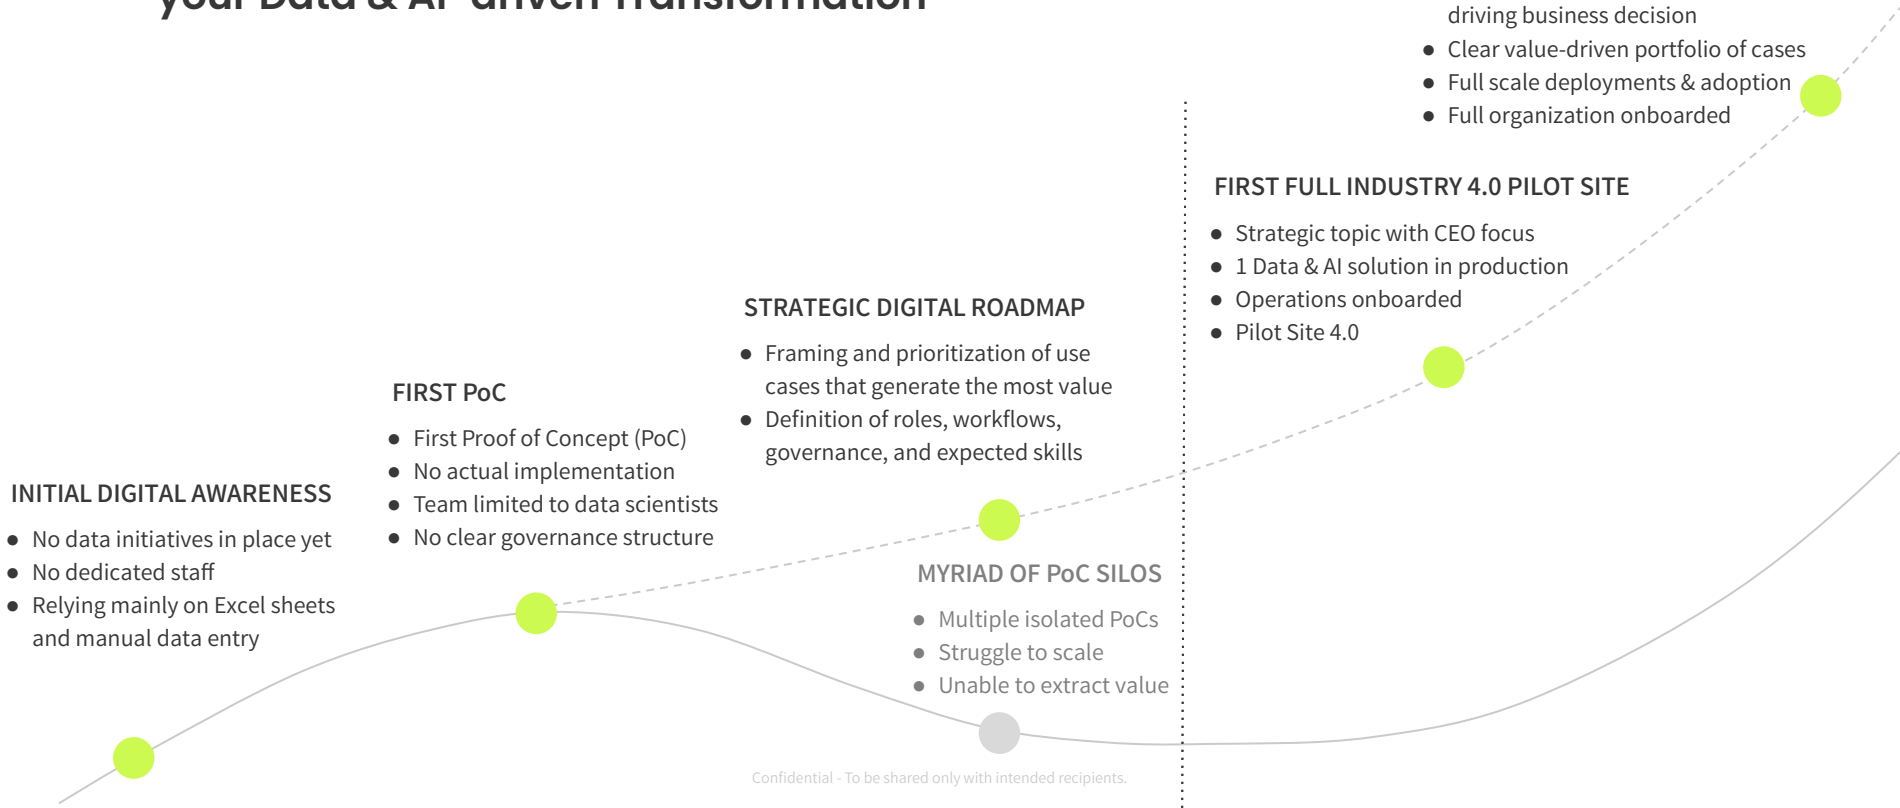 your Data & AI-driven Transformation
driving business decision
● Clear value-driven portfolio of cases
● Full scale deployments & adoption
● Full organization onboarded
FIRST FULL INDUSTRY 4.0 PILOT SITE
● Strategic topic with CEO focus
● 1 Data & AI solution in production
● Operations onboarded
● Pilot Site 4.0
STRATEGIC DIGITAL ROADMAP
● Framing and prioritization of use
cases that generate the most value
● Definition of roles, workflows,
governance, and expected skills
FIRST PoC
● First Proof of Concept (PoC)
● No actual implementation
● Team limited to data scientists
● No clear governance structure
INITIAL DIGITAL AWARENESS
● No data initiatives in place yet
● No dedicated staff
● Relying mainly on Excel sheets
and manual data entry
MYRIAD OF PoC SILOS
● Multiple isolated PoCs
● Struggle to scale
● Unable to extract value
Confidential - To be shared only with intended recipients.